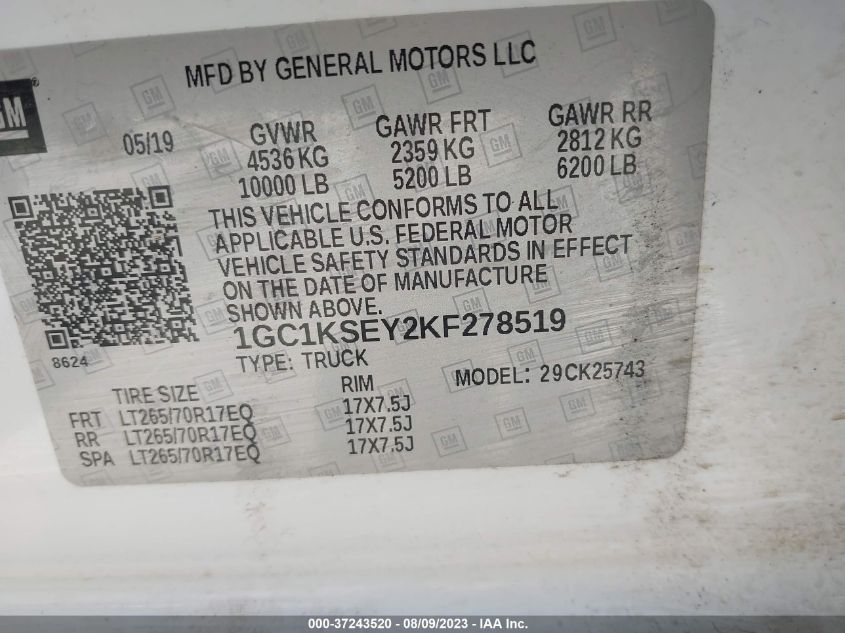 MFD BY GENERAL MOTORS LLC
GM®
05/19 GVWR GAWR FRT GAWR RR
4536 KG 2359 KG 2812 KG
10000 LB 5200 LB 6200 LB
THIS VEHICLE CONFORMS TO ALL
APPLICABLE U.S. FEDERAL MOTOR
VEHICLE SAFETY STANDARDS IN EFFECT
ON THE DATE OF MANUFACTURE
SHOWN ABOVE.
1GC1KSEY2KF278519
8624
TYPE: TRUCK MODEL: 29CK25743
TIRE SIZE RIM
FRT LT265/70R17EQ 17X7.5J
RR LT265/70R17EQ 17X7.5J
SPA LT265/70R17EQ 17X7.5J
000-37243520 - 08/09/2023 - IAA Inc.